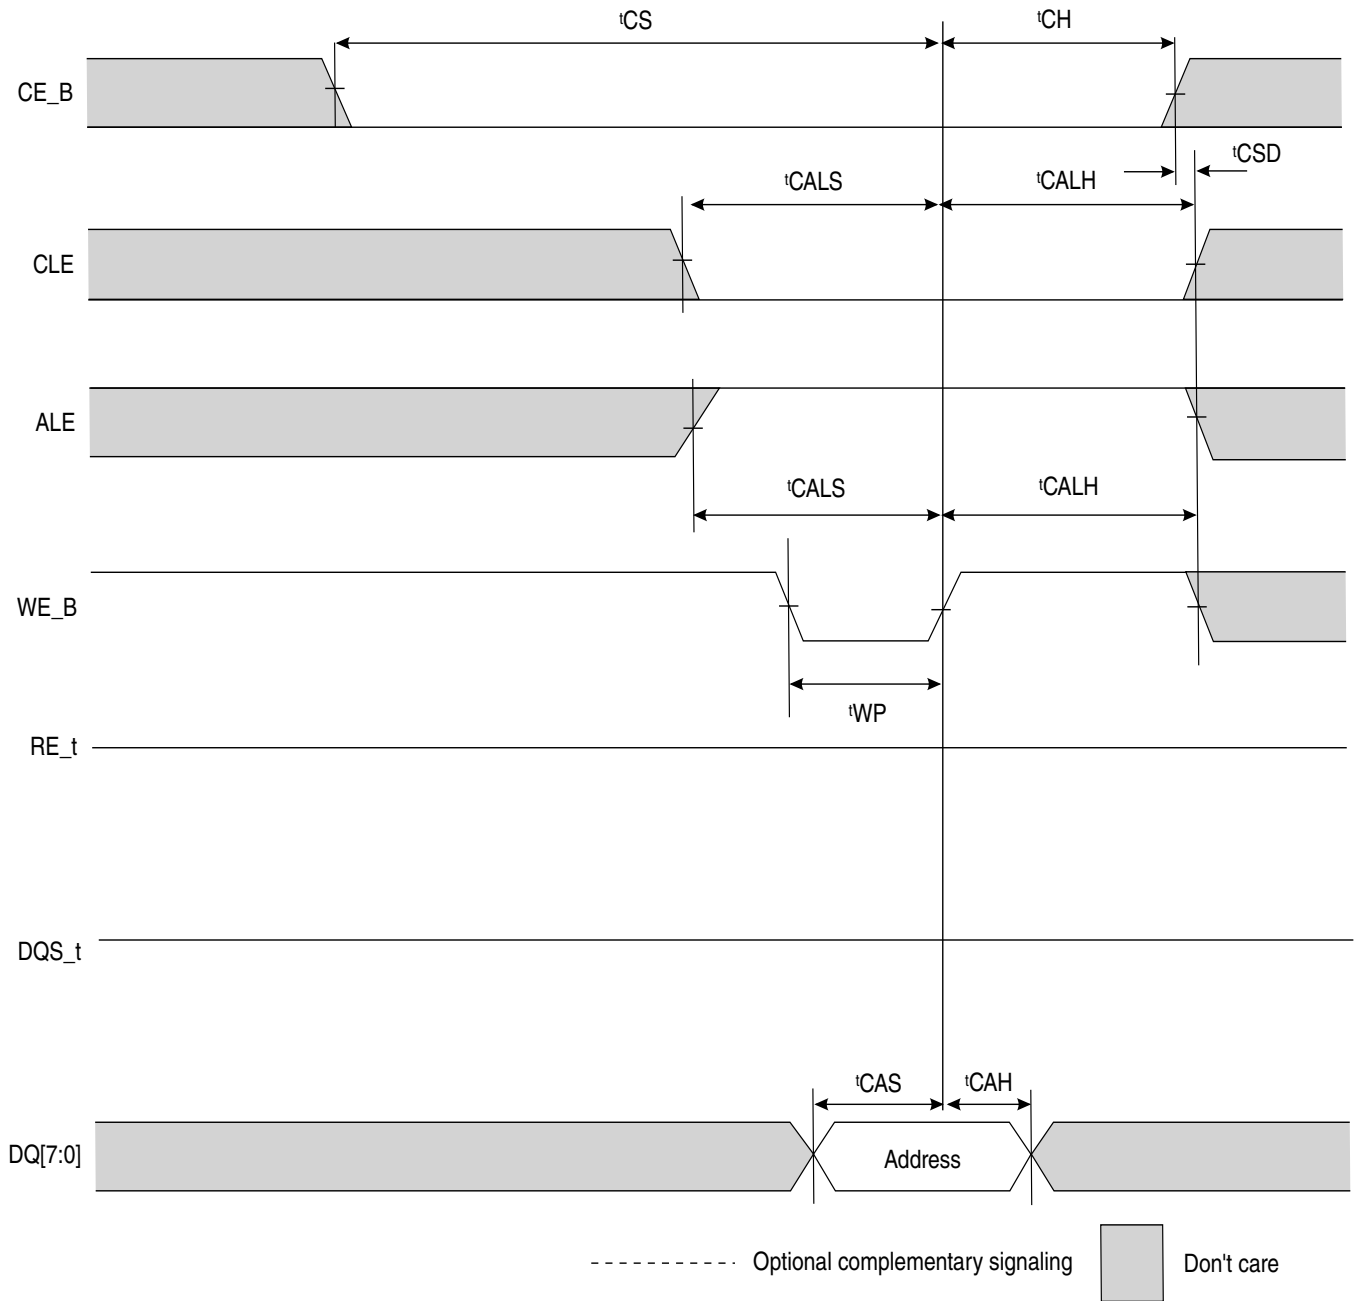 tCS
tCH
CE_B
tCSD
tCALS
tCALH
CLE
ALE
tCALS
tCALH
WE_B
tWP
RE_t
DQS_t
tCAS
tCAH
DQ[7:0]
Address
Optional complementary signaling
Don't care